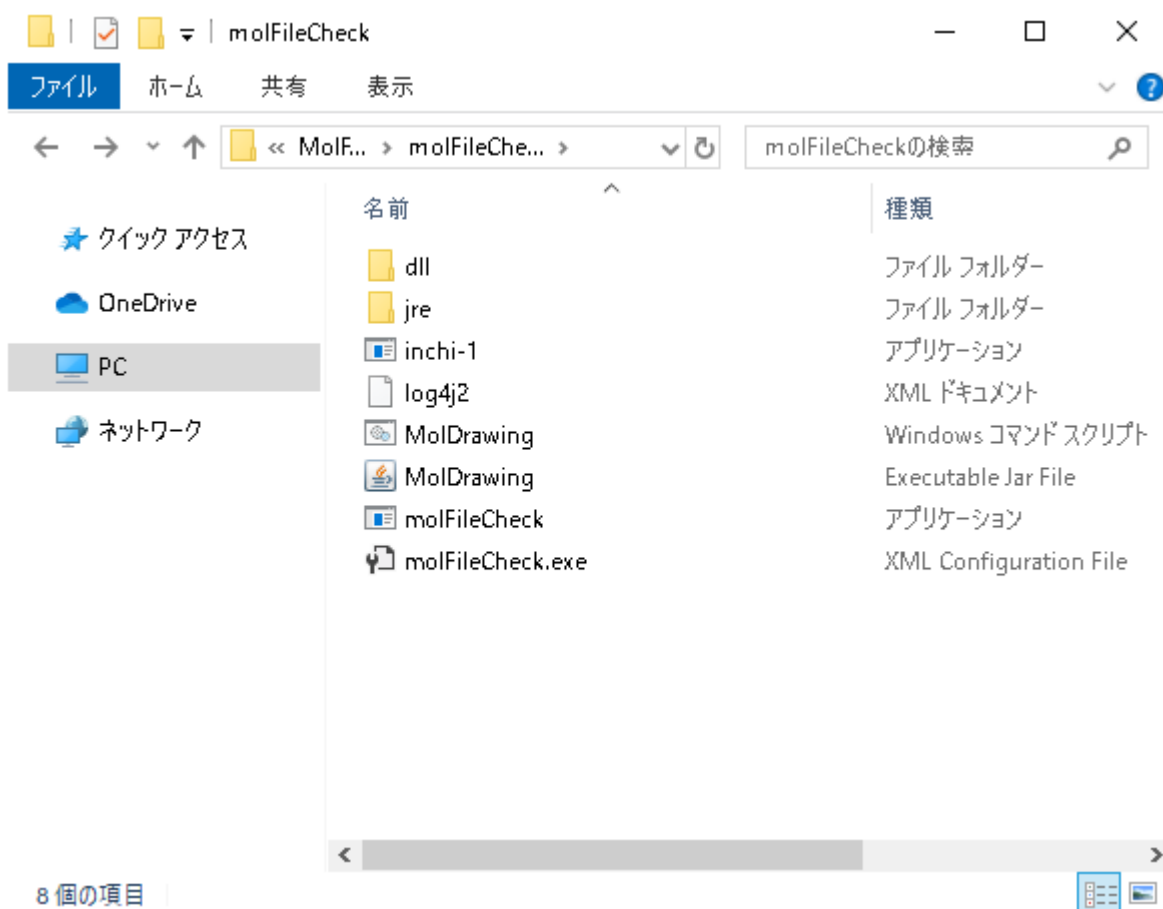 molFileCheck
ファイル ホーム 共有 表示
« MolF... › molFileChe... › molFileCheckの検索
名前 種類
クイック アクセス
OneDrive
PC
ネットワーク
dll ファイル フォルダー
jre ファイル フォルダー
inchi-1 アプリケーション
log4j2 XML ドキュメント
MolDrawing Windows コマンド スクリプト
MolDrawing Executable Jar File
molFileCheck アプリケーション
molFileCheck.exe XML Configuration File
8 個の項目